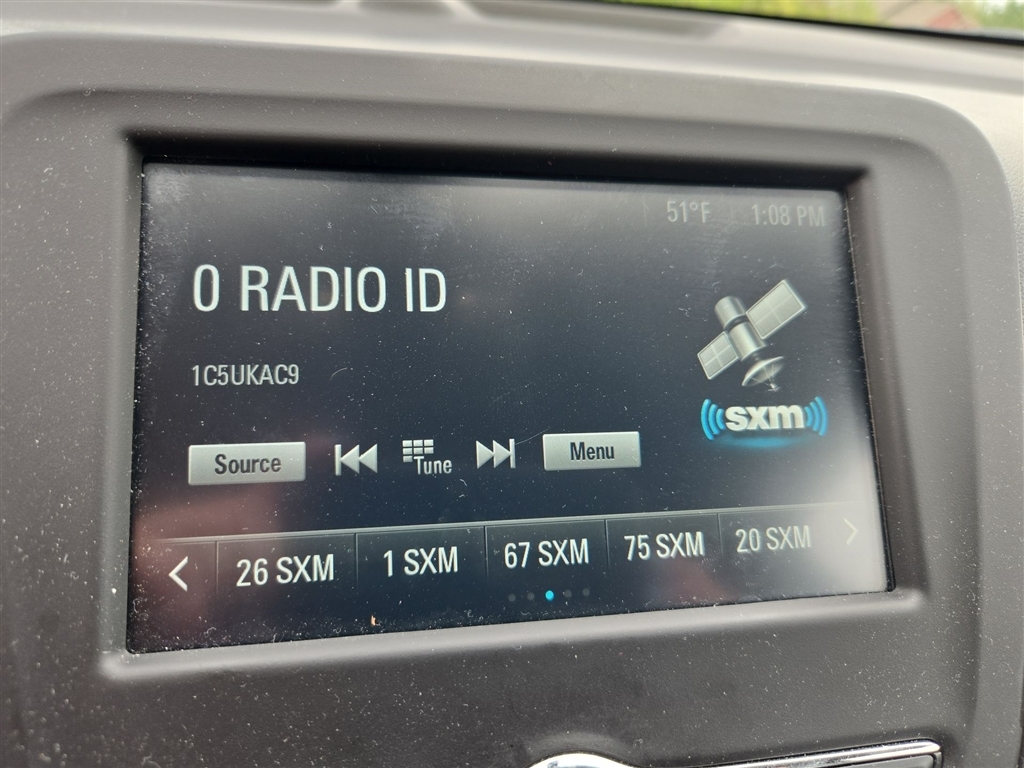 51°F 1:08 PM
0 RADIO ID
1C5UKAC9
sxm
Source Tune Menu
26 SXM 1 SXM 67 SXM 75 SXM 20 SXM